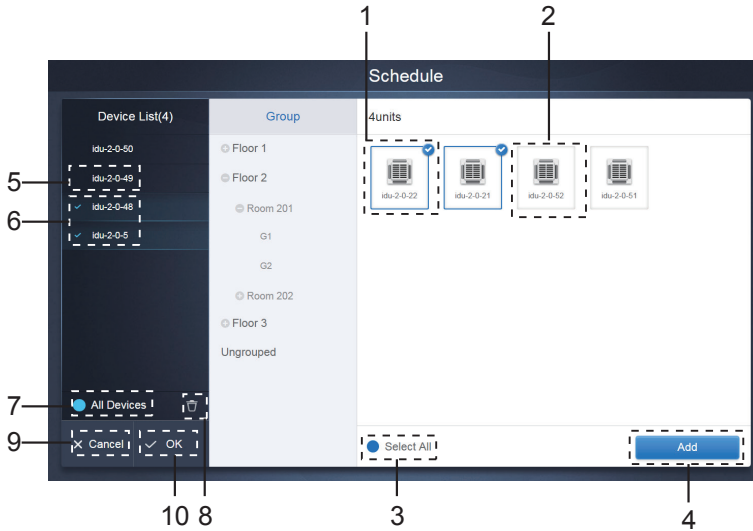 1 2
Schedule
Device List(4) Group 4units
idu-2-0-50
5 idu-2-0-49
6 idu-2-0-48
idu-2-0-5
Floor 1
Floor 2
Room 201
G1
G2
Room 202
Floor 3
Ungrouped
idu-2-0-22 idu-2-0-21 idu-2-0-52 idu-2-0-51
7 All Devices
9 Cancel OK
Select All Add
10 8 3 4